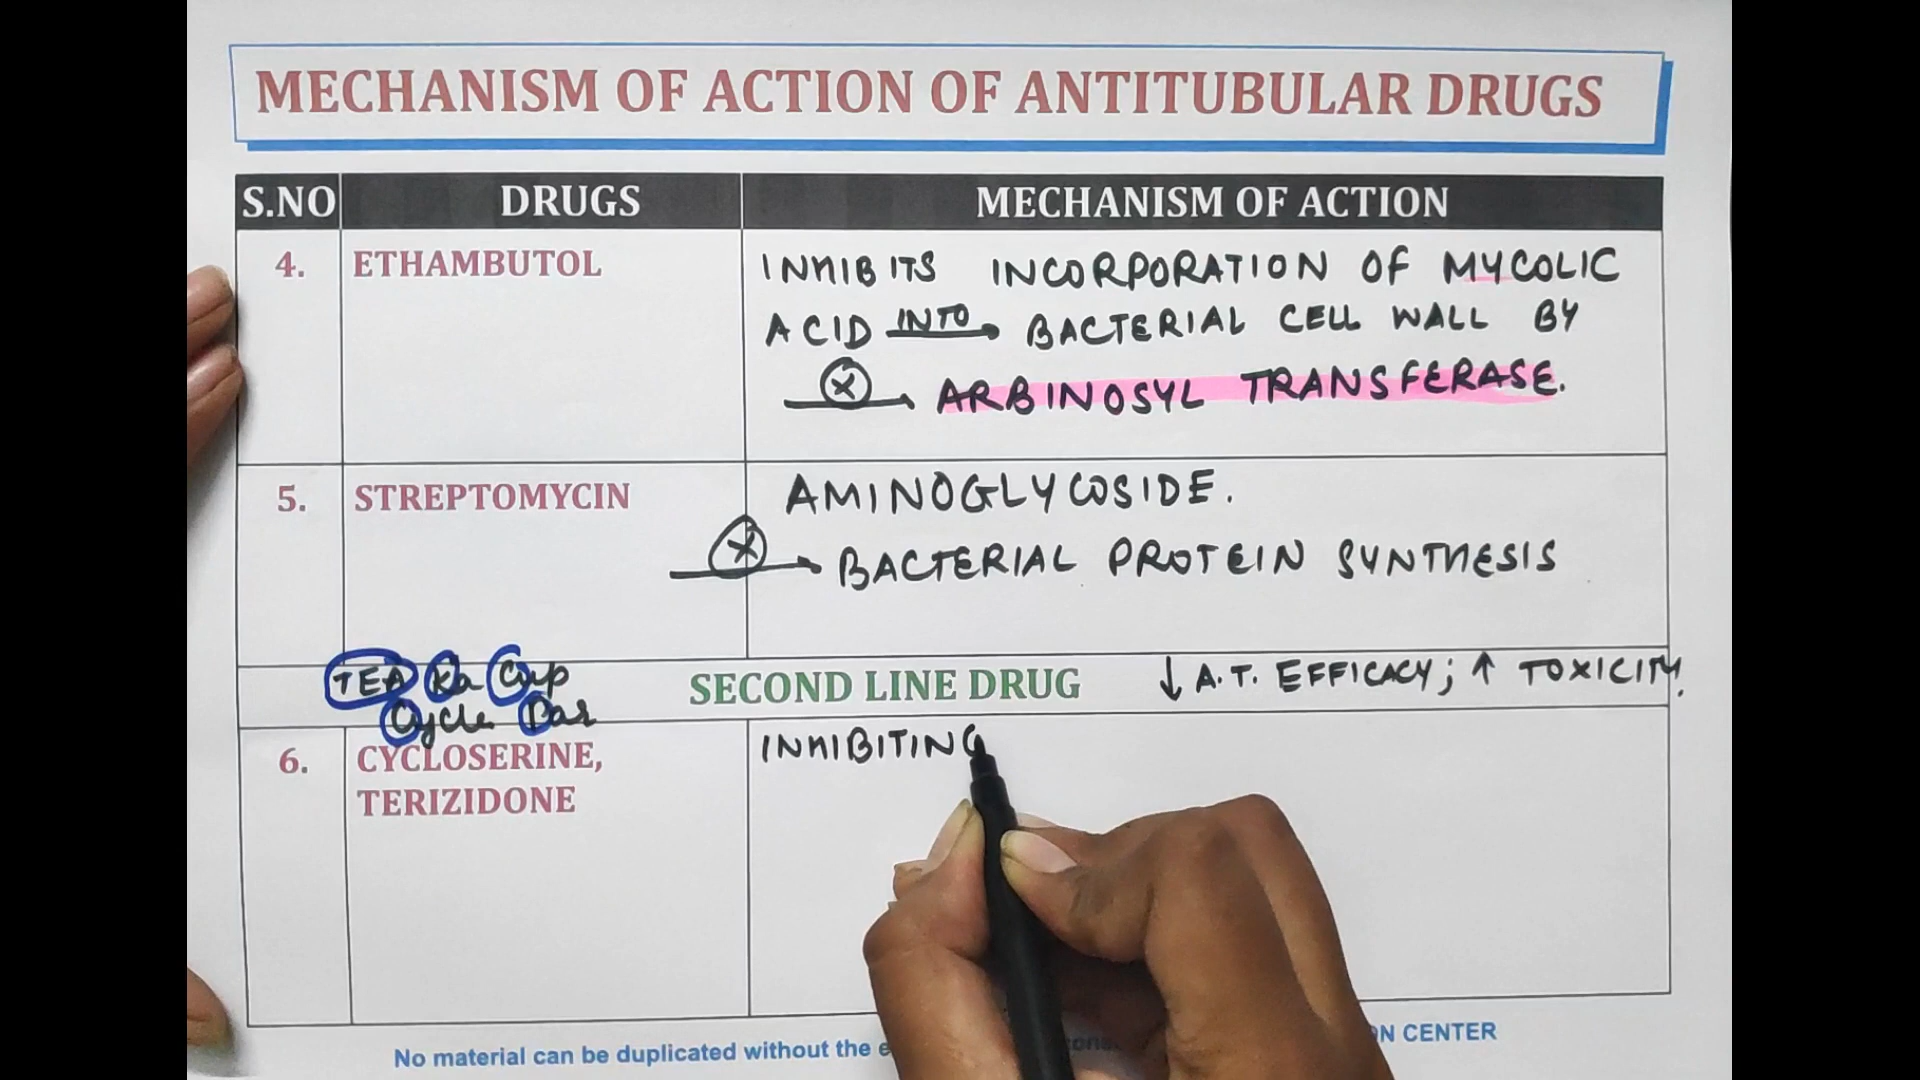 MECHANISM OF ACTION OF ANTITUBULAR DRUGS
S.NO DRUGS MECHANISM OF ACTION
4. ETHAMBUTOL INHIBITS INCORPORATION OF MYCOLIC
ACID INTO BACTERIAL CELL WALL BY
X ARBINOSYL TRANSFERASE.
5. STREPTOMYCIN AMINOGLYCOSIDE.
X BACTERIAL PROTEIN SYNTHESIS
TEA Ka Cup SECOND LINE DRUG ↓ A.T. EFFICACY; ↑ TOXICITY.
Cycle Par
6. CYCLOSERINE, INHIBITING
TERIZIDONE
No material can be duplicated without the CENTER